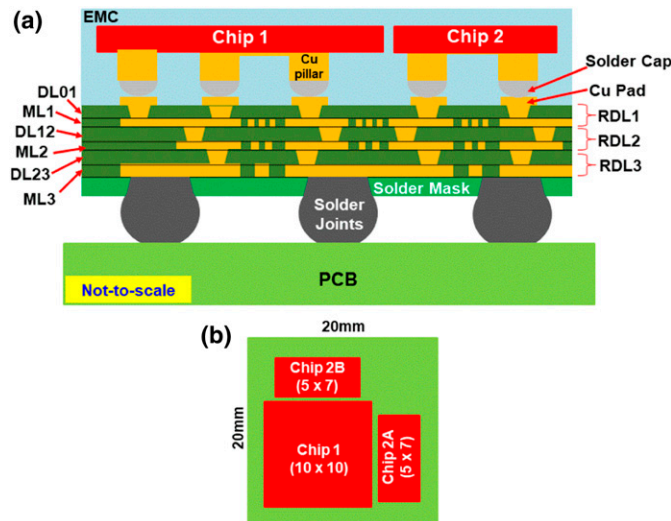 (a)
EMC
Chip 1
Chip 2
Cu
pillar
Solder Cap
Cu Pad
DL01
ML1
DL12
ML2
DL23
ML3
RDL1
RDL2
RDL3
Solder Mask
Solder
Joints
PCB
Not-to-scale
(b)
20mm
20mm
Chip 2B
(5 x 7)
Chip 1
(10 x 10)
Chip 2A
(5 x 7)